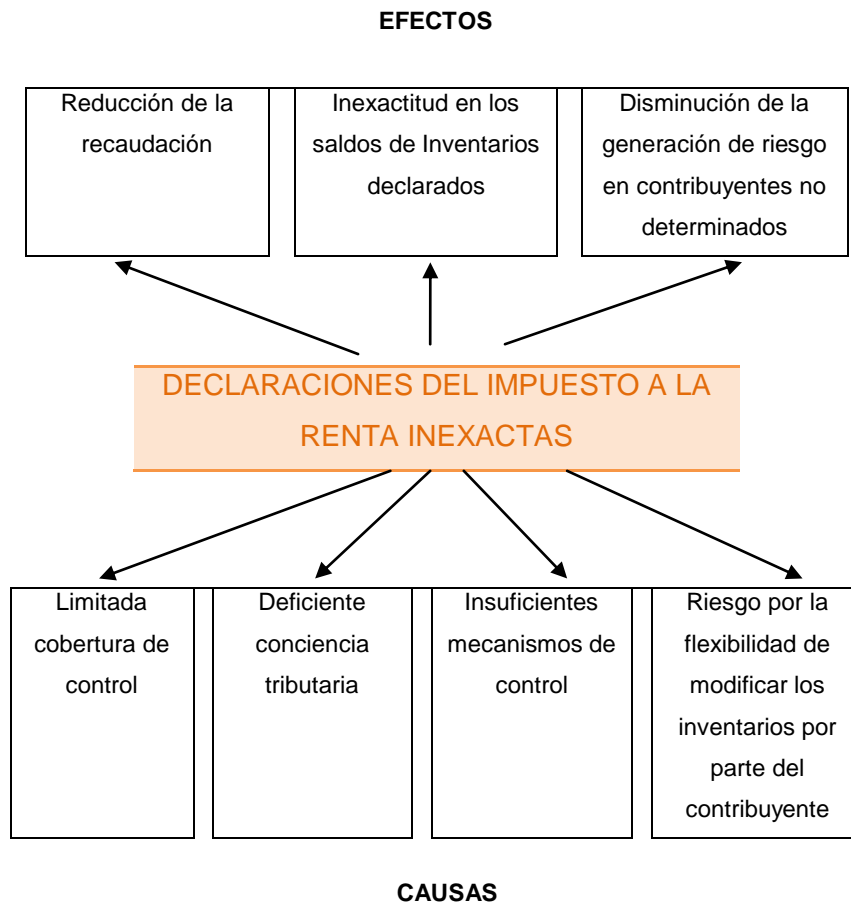 EFECTOS
Reducción de la
recaudación
Inexactitud en los
saldos de Inventarios
declarados
Disminución de la
generación de riesgo
en contribuyentes no
determinados
DECLARACIONES DEL IMPUESTO A LA
RENTA INEXACTAS
Limitada
cobertura de
control
Deficiente
conciencia
tributaria
Insuficientes
mecanismos de
control
Riesgo por la
flexibilidad de
modificar los
inventarios por
parte del
contribuyente
CAUSAS